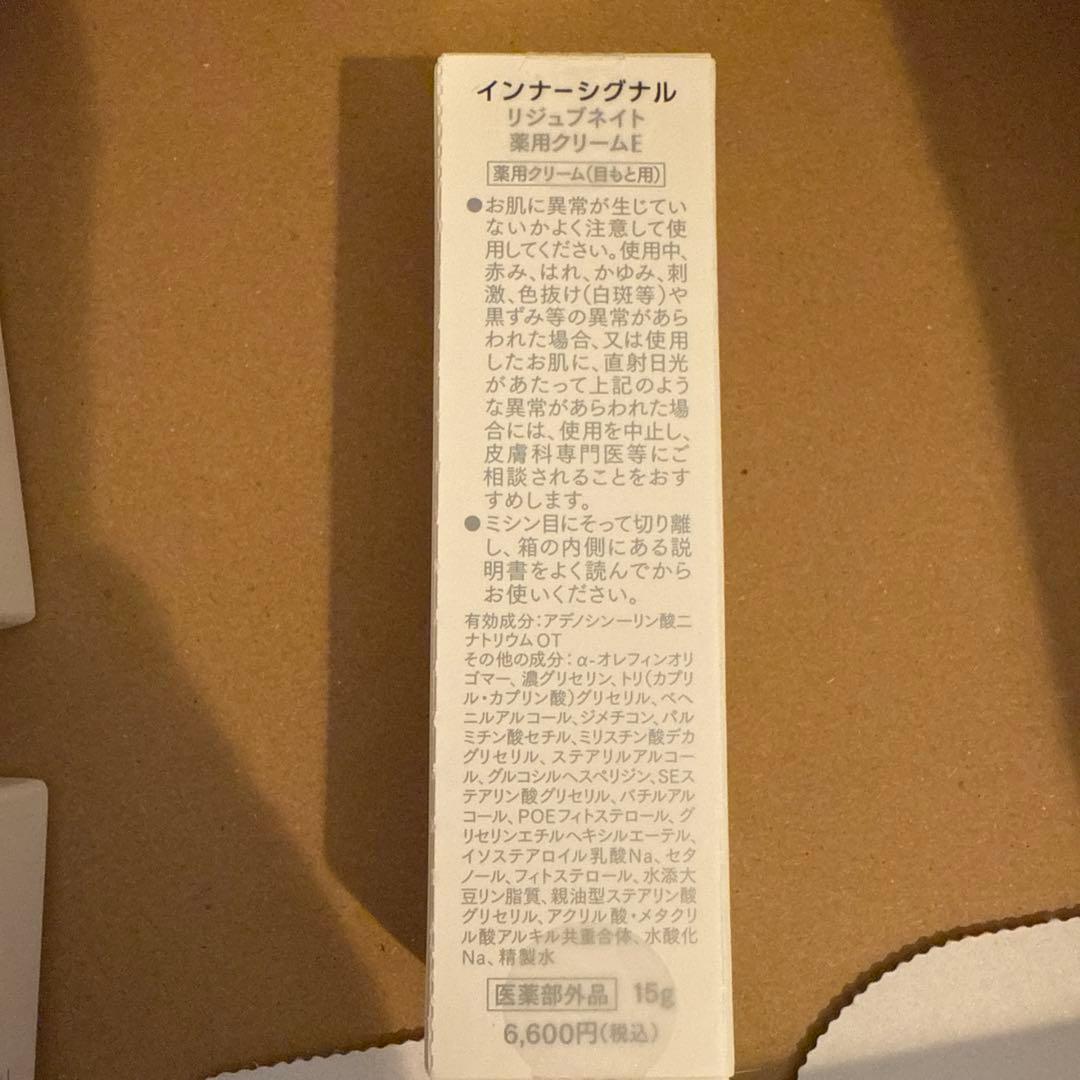 インナーシグナル
リジュブネイト
薬用クリームE
薬用クリーム(目もと用)
●お肌に異常が生じてい
ないかよく注意して使
用してください。使用中、
赤み、はれ、かゆみ、刺
激、色抜け(白斑等)や
黒ずみ等の異常があら
われた場合、又は使用
したお肌に、直射日光
があたって上記のよう
な異常があらわれた場
合には、使用を中止し、
皮膚科専門医等にご
相談されることをおす
すめします。
●ミシン目にそって切り離
し、箱の内側にある説
明書をよく読んでから
お使いください。
有効成分：アデノシン一リン酸二
ナトリウムOT
その他の成分：α-オレフィンオリ
ゴマー、濃グリセリン、トリ(カプリ
ル・カプリン酸)グリセリル、ベヘ
ニルアルコール、ジメチコン、パル
ミチン酸セチル、ミリスチン酸デカ
グリセリル、ステアリルアルコー
ル、グルコシルヘスペリジン、SEス
テアリン酸グリセリル、バチルアル
コール、POEフィトステロール、グ
リセリンエチルヘキシルエーテル、
イソステアロイル乳酸Na、セタ
ノール、フィトステロール、水添大
豆リン脂質、親油型ステアリン酸
グリセリル、アクリル酸・メタクリ
ル酸アルキル共重合体、水酸化
Na、精製水
医薬部外品 15g
6,600円(税込)